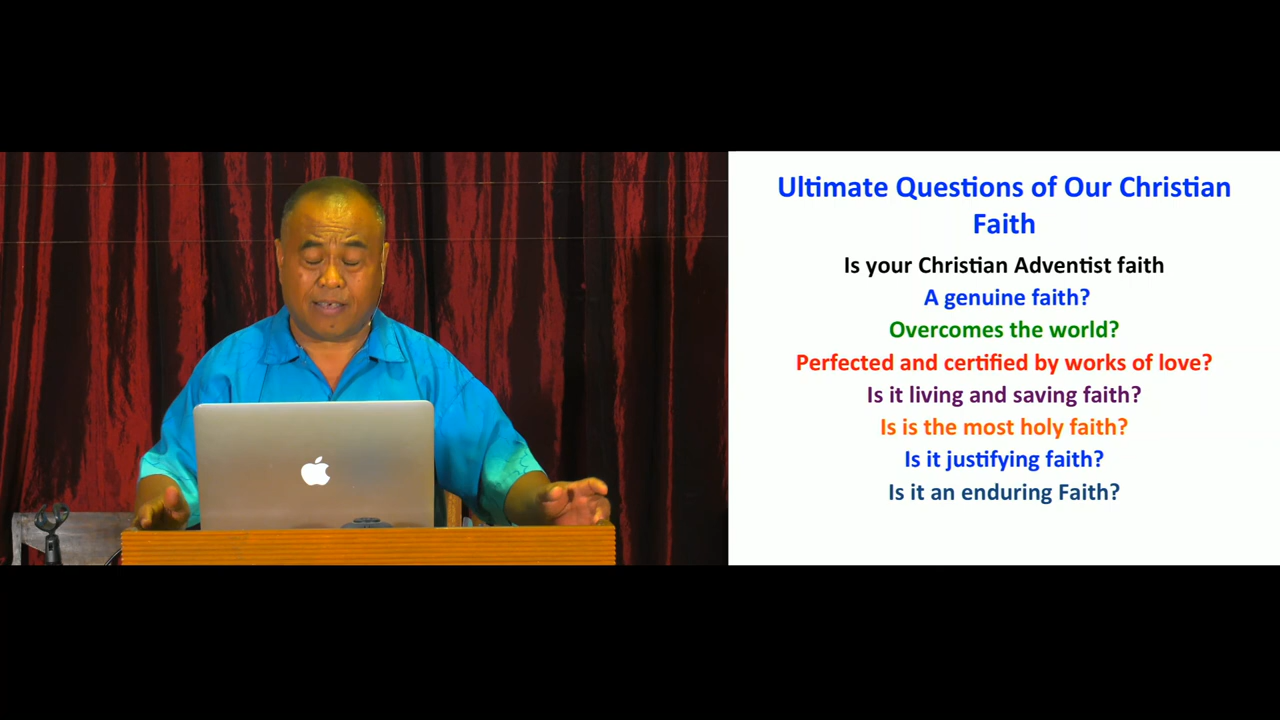 Ultimate Questions of Our Christian
Faith
Is your Christian Adventist faith
A genuine faith?
Overcomes the world?
Perfected and certified by works of love?
Is it living and saving faith?
Is is the most holy faith?
Is it justifying faith?
Is it an enduring Faith?